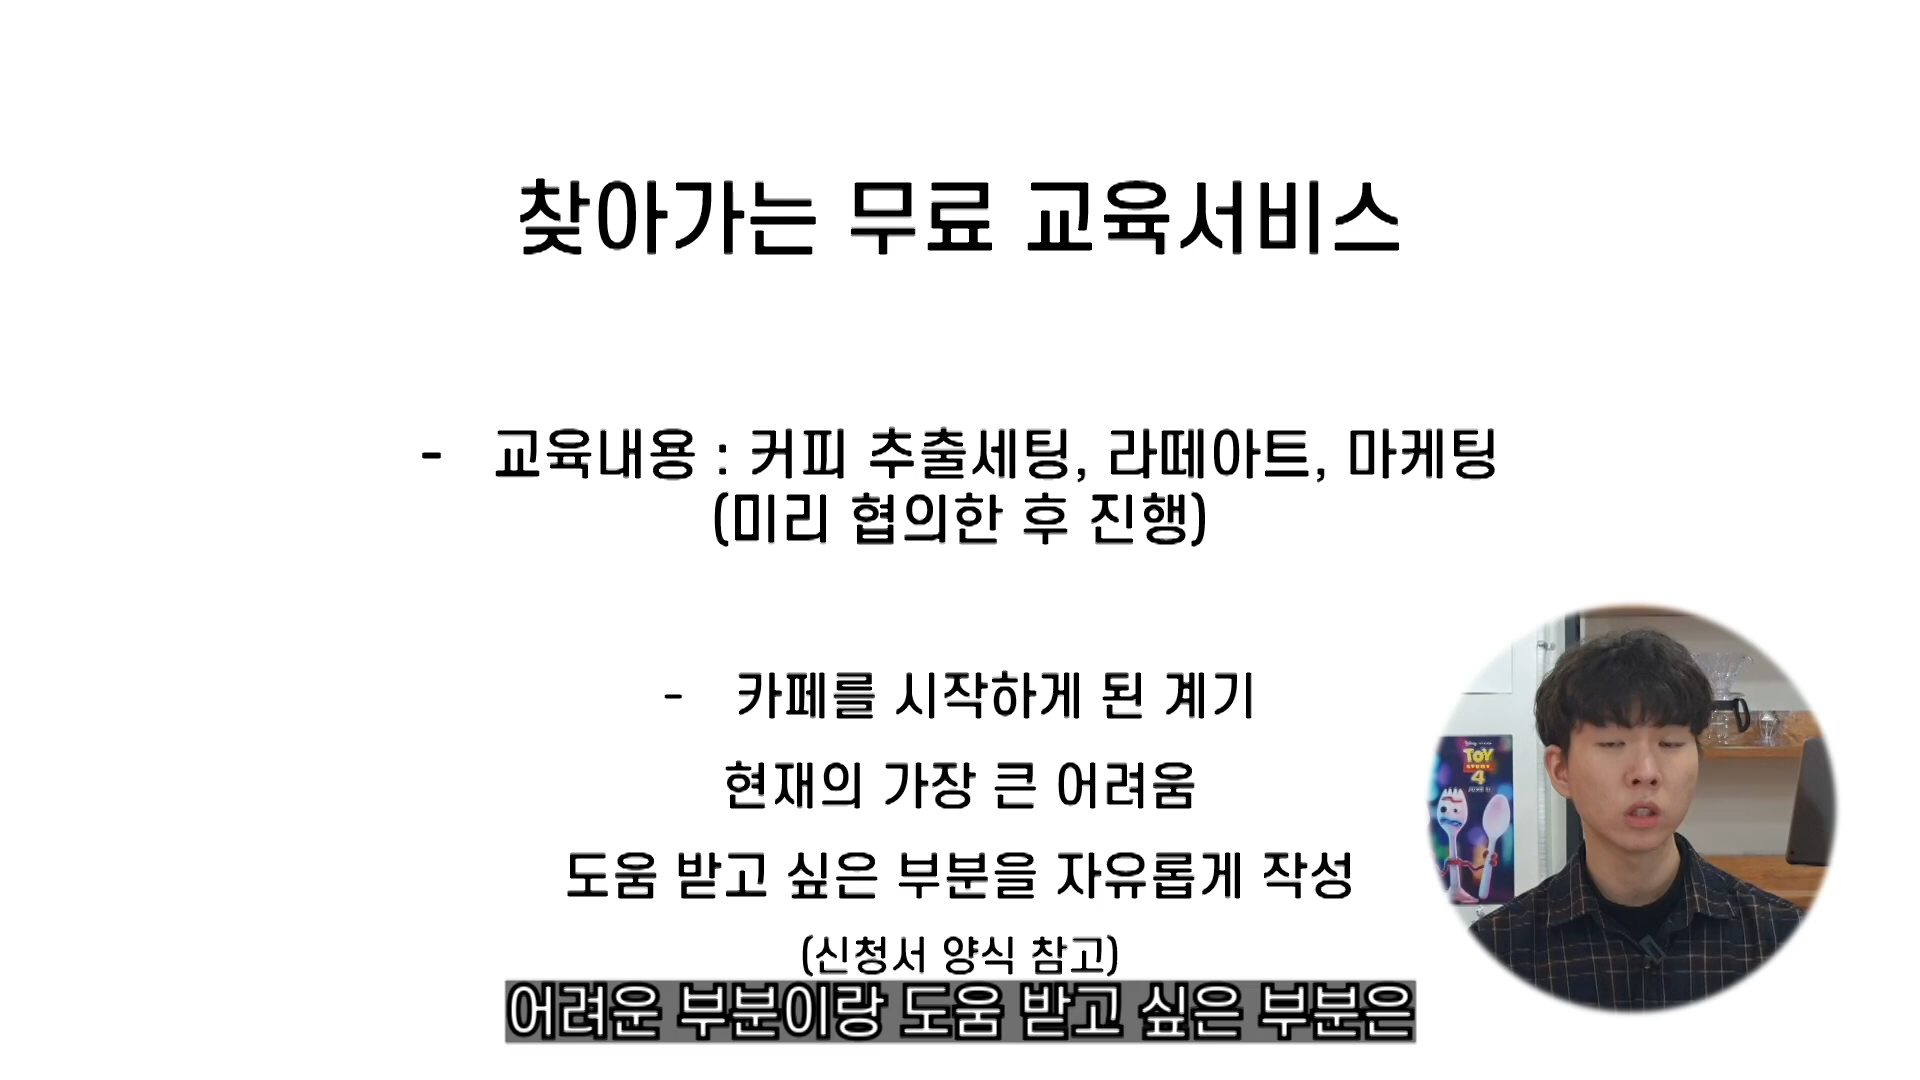 찾아가는 무료 교육서비스
- 교육내용 : 커피 추출세팅, 라떼아트, 마케팅
(미리 협의한 후 진행)
- 카페를 시작하게 된 계기
현재의 가장 큰 어려움
도움 받고 싶은 부분을 자유롭게 작성
(신청서 양식 참고)
TOY
STORY
4
어려운 부분이랑 도움 받고 싶은 부분은